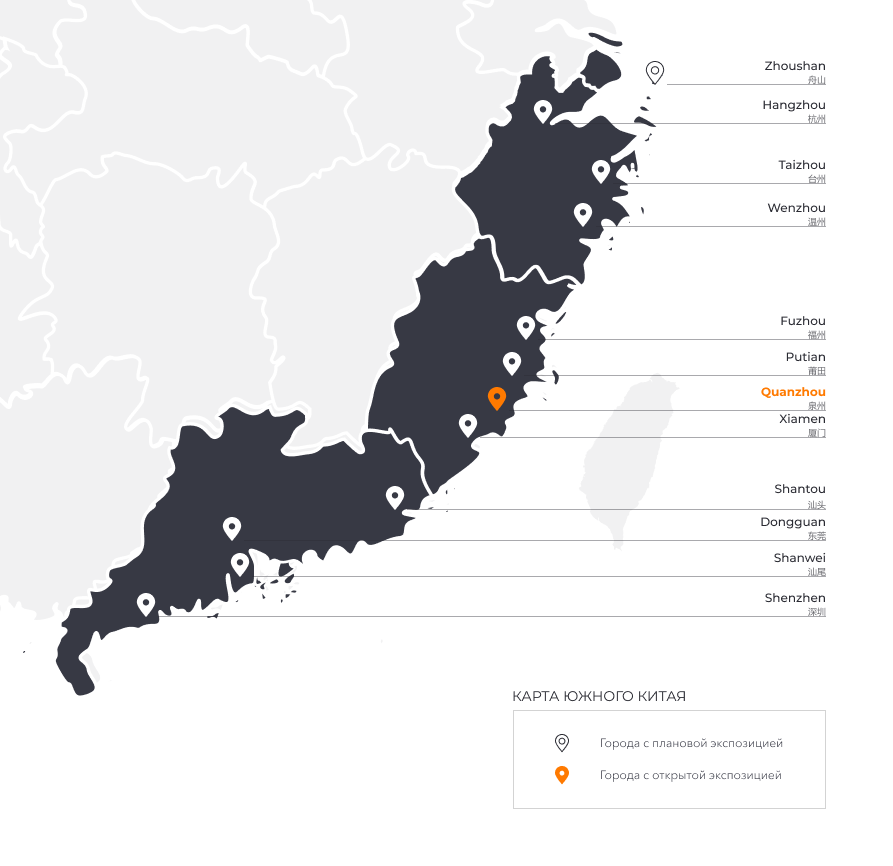 Zhoushan
舟山
Hangzhou
杭州
Taizhou
台州
Wenzhou
温州
Fuzhou
福州
Putian
莆田
Quanzhou
泉州
Xiamen
厦门
Shantou
汕头
Dongguan
东莞
Shanwei
汕尾
Shenzhen
深圳
КАРТА ЮЖНОГО КИТАЯ
Города с плановой экспозицией
Города с открытой экспозицией